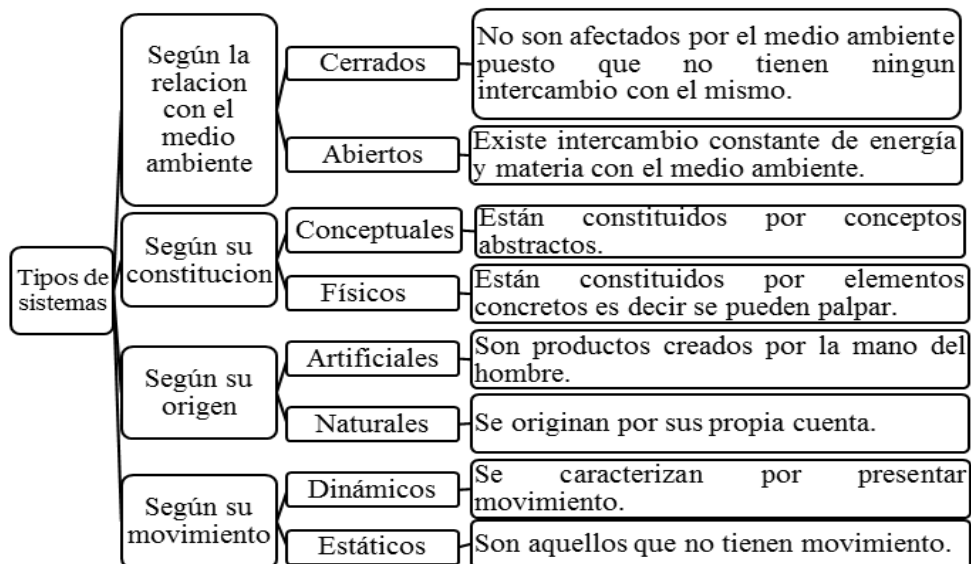 Tipos de
sistemas
Según la
relacion con el
medio
ambiente
Cerrados
No son afectados por el medio ambiente
puesto que no tienen ningun
intercambio con el mismo.
Abiertos
Existe intercambio constante de energía
y materia con el medio ambiente.
Según su
constitucion
Conceptuales
Están constituidos por conceptos
abstractos.
Físicos
Están constituidos por elementos
concretos es decir se pueden palpar.
Según su
origen
Artificiales
Son productos creados por la mano del
hombre.
Naturales
Se originan por sus propia cuenta.
Según su
movimiento
Dinámicos
Se caracterizan por presentar
movimiento.
Estáticos
Son aquellos que no tienen movimiento.